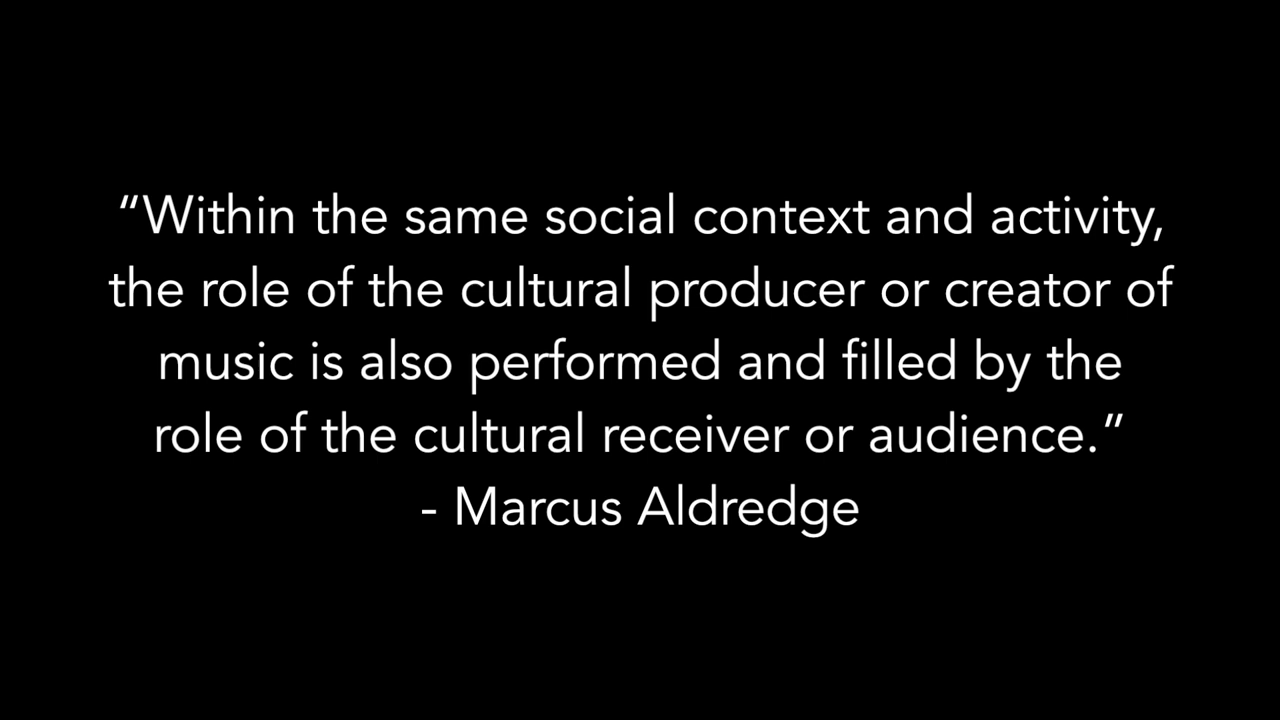 “Within the same social context and activity,
the role of the cultural producer or creator of
music is also performed and filled by the
role of the cultural receiver or audience.”
- Marcus Aldredge